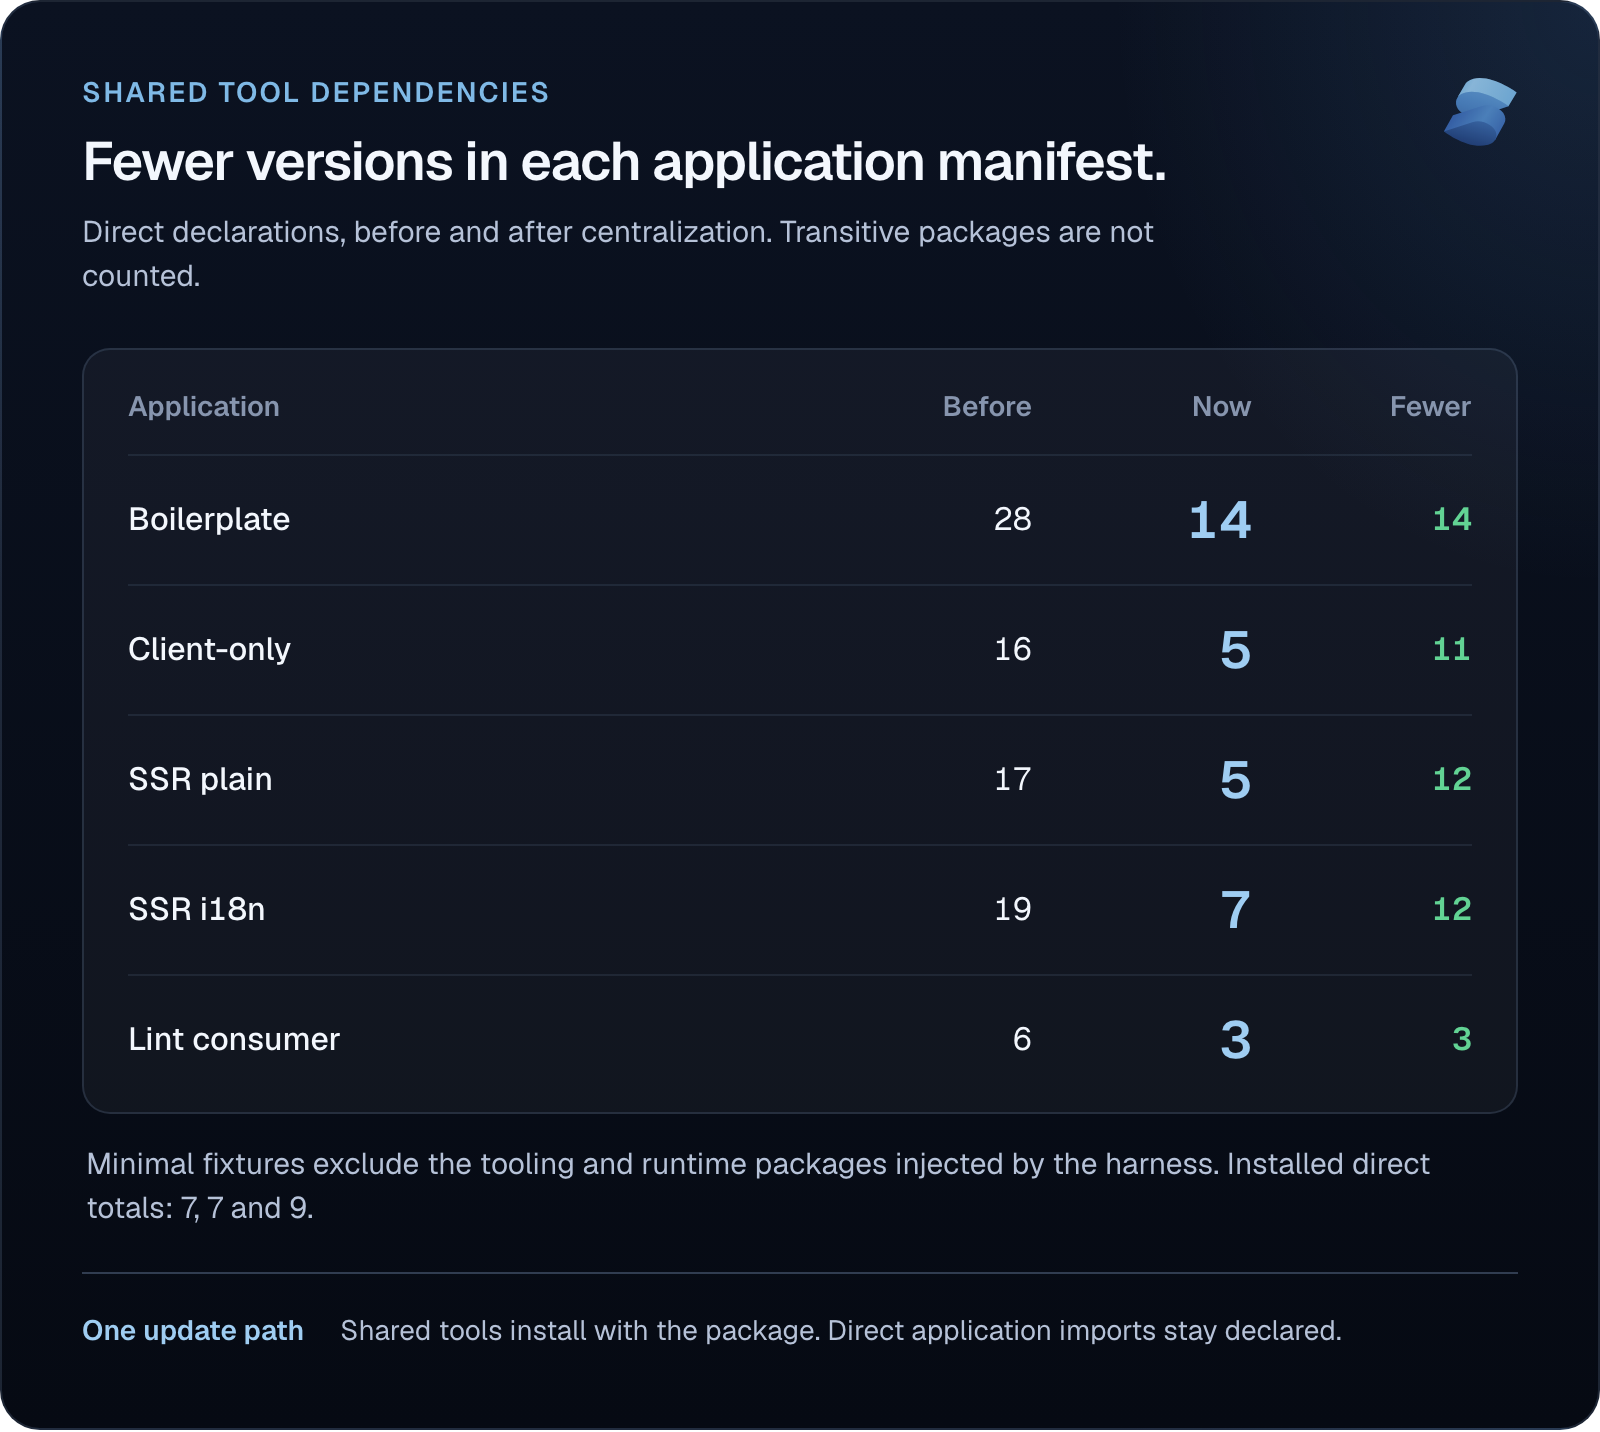 SHARED TOOL DEPENDENCIES
Fewer versions in each application manifest.
Direct declarations, before and after centralization. Transitive packages are not
counted.
Application Before Now Fewer
Boilerplate 28 14 14
Client-only 16 5 11
SSR plain 17 5 12
SSR i18n 19 7 12
Lint consumer 6 3 3
Minimal fixtures exclude the tooling and runtime packages injected by the harness. Installed direct
totals: 7, 7 and 9.
One update path Shared tools install with the package. Direct application imports stay declared.